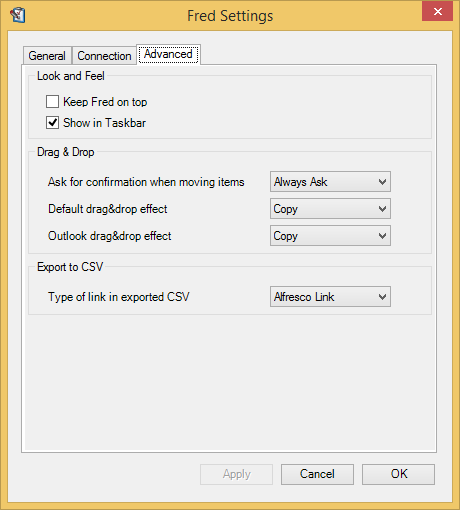 Fred Settings
General Connection Advanced
Look and Feel
Keep Fred on top
Show in Taskbar
Drag & Drop
Ask for confirmation when moving items Always Ask
Default drag&drop effect Copy
Outlook drag&drop effect Copy
Export to CSV
Type of link in exported CSV Alfresco Link
Apply Cancel OK